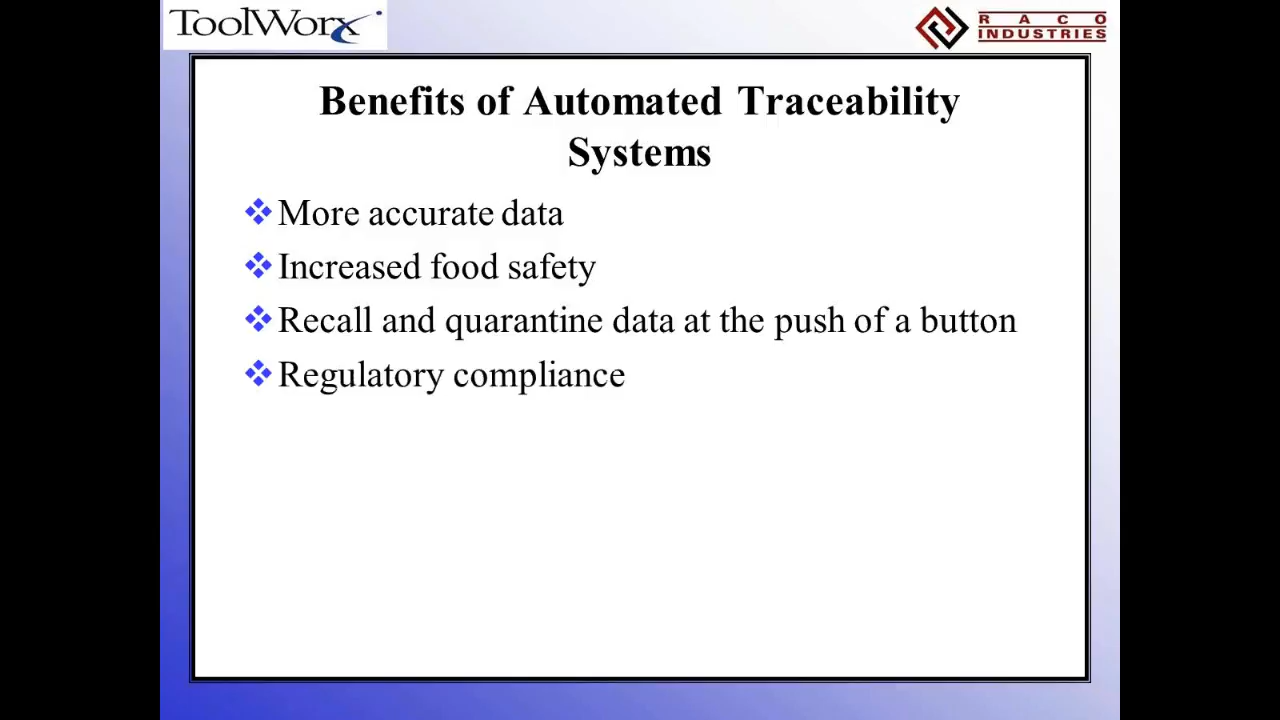 ToolWorx
RACO
INDUSTRIES
Benefits of Automated Traceability
Systems
More accurate data
Increased food safety
Recall and quarantine data at the push of a button
Regulatory compliance